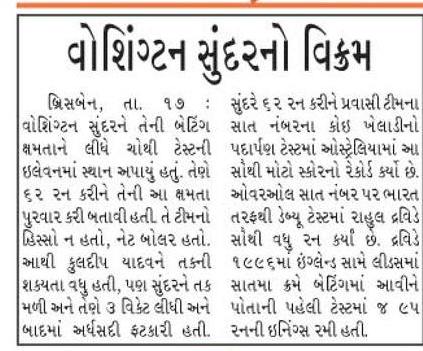 વોશિંગ્ટન સુંદરનો વિક્રમ
બ્રિસબેન, તા. ૧૭ :
વોશિંગ્ટન સુંદરને તેની બેટિંગ
ક્ષમતાને લીધે ચોથી ટેસ્ટની
ઇલેવનમાં સ્થાન અપાયું હતું. તેણે
૬૨ રન કરીને તેની આ ક્ષમતા
પુરવાર કરી બતાવી હતી. તે ટીમનો
હિસ્સો ન હતો, નેટ બોલર હતો.
આથી કુલદીપ યાદવને તકની
શક્યતા વધુ હતી, પણ સુંદરને તક
મળી અને તેણે ૩ વિકેટ લીધી અને
બાદમાં અર્ધસદી ફટકારી હતી.
સુંદરે ૬૨ રન કરીને પ્રવાસી ટીમના
સાત નંબરના કોઇ ખેલાડીનો
પદાર્પણ ટેસ્ટમાં ઓસ્ટ્રેલિયામાં આ
સૌથી મોટો સ્કોરનો રેકોર્ડ કર્યો છે.
ઓવરઓલ સાત નંબર પર ભારત
તરફથી ડેબ્યૂ ટેસ્ટમાં રાહુલ દ્રવિડે
સૌથી વધુ રન કર્યાં છે. દ્રવિડે
૧૯૯૬માં ઇંગ્લેન્ડ સામે લીડસમાં
સાતમા ક્રમે બેટિંગમાં આવીને
પોતાની પહેલી ટેસ્ટમાં જ ૯૫
રનની ઇનિંગ્સ રમી હતી.